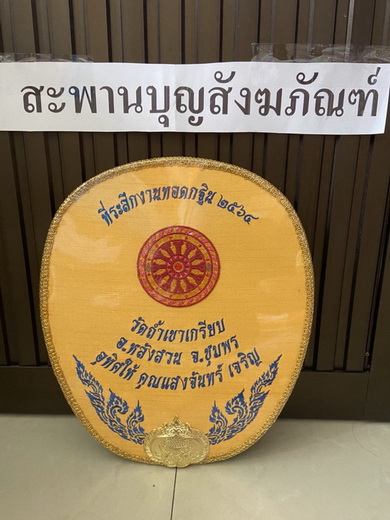 สะพานบุญสังฆภัณฑ์
ที่ระลึกงานทอดกฐิน ๒๕๖๔
วัดถ้ำเขาเกรียบ
อ.หลังสวน จ.ชุมพร
อุทิศให้ คุณแสงจันทร์ เจริญ